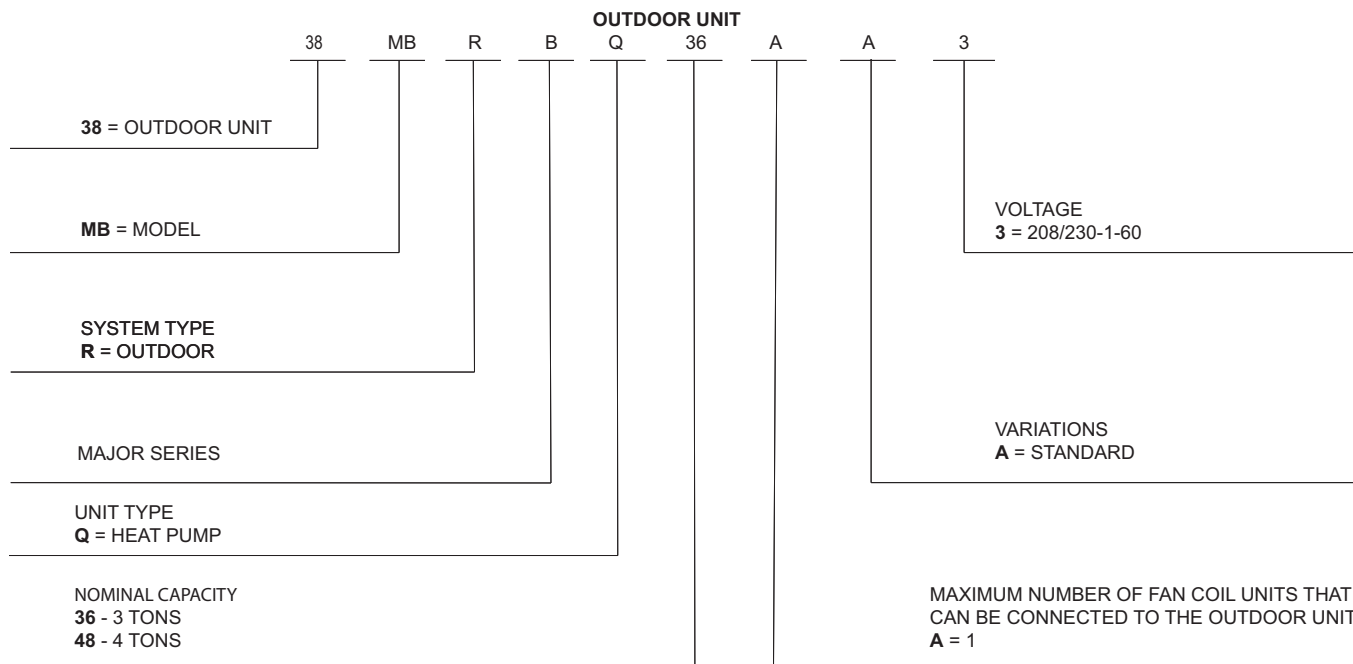 OUTDOOR UNIT
38 MB R B Q 36 A A 3
38 = OUTDOOR UNIT
MB = MODEL
VOLTAGE
3 = 208/230-1-60
SYSTEM TYPE
R = OUTDOOR
MAJOR SERIES
VARIATIONS
A = STANDARD
UNIT TYPE
Q = HEAT PUMP
NOMINAL CAPACITY
36 - 3 TONS
48 - 4 TONS
MAXIMUM NUMBER OF FAN COIL UNITS THAT
CAN BE CONNECTED TO THE OUTDOOR UNIT
A = 1